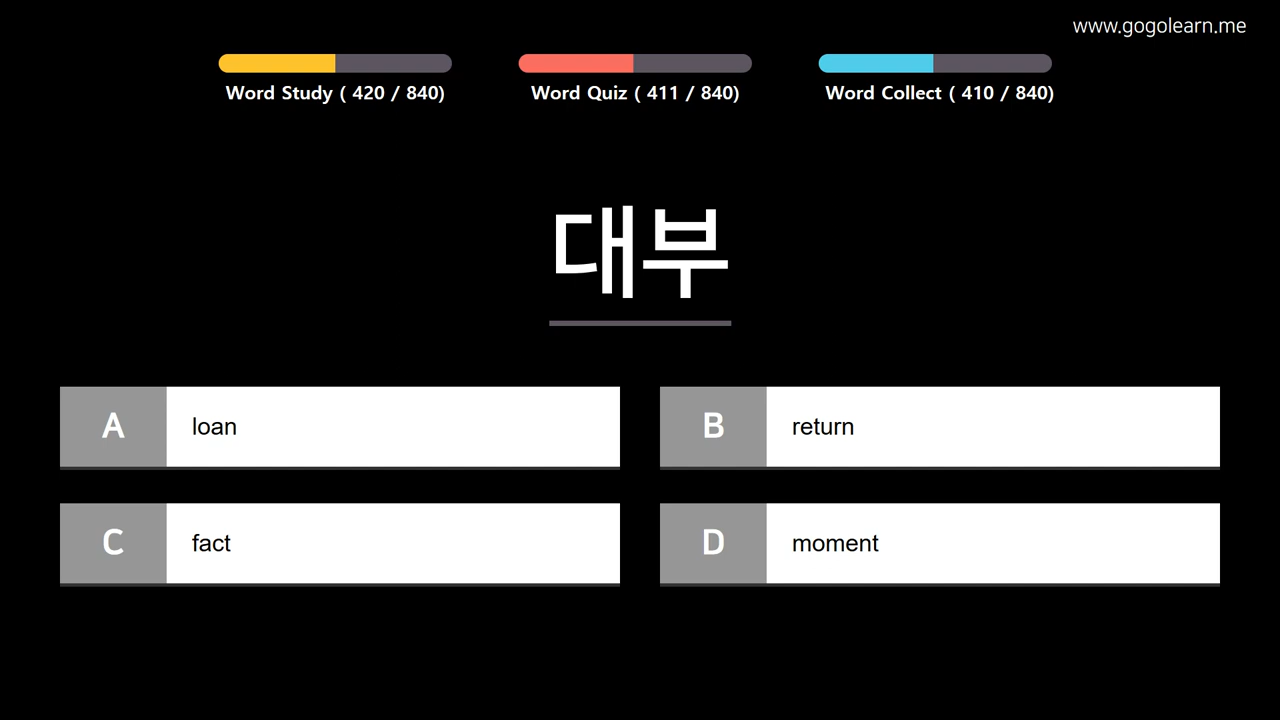 www.gogolearn.me
Word Study ( 420 / 840)
Word Quiz ( 411 / 840)
Word Collect ( 410 / 840)
대부
A loan
B return
C fact
D moment